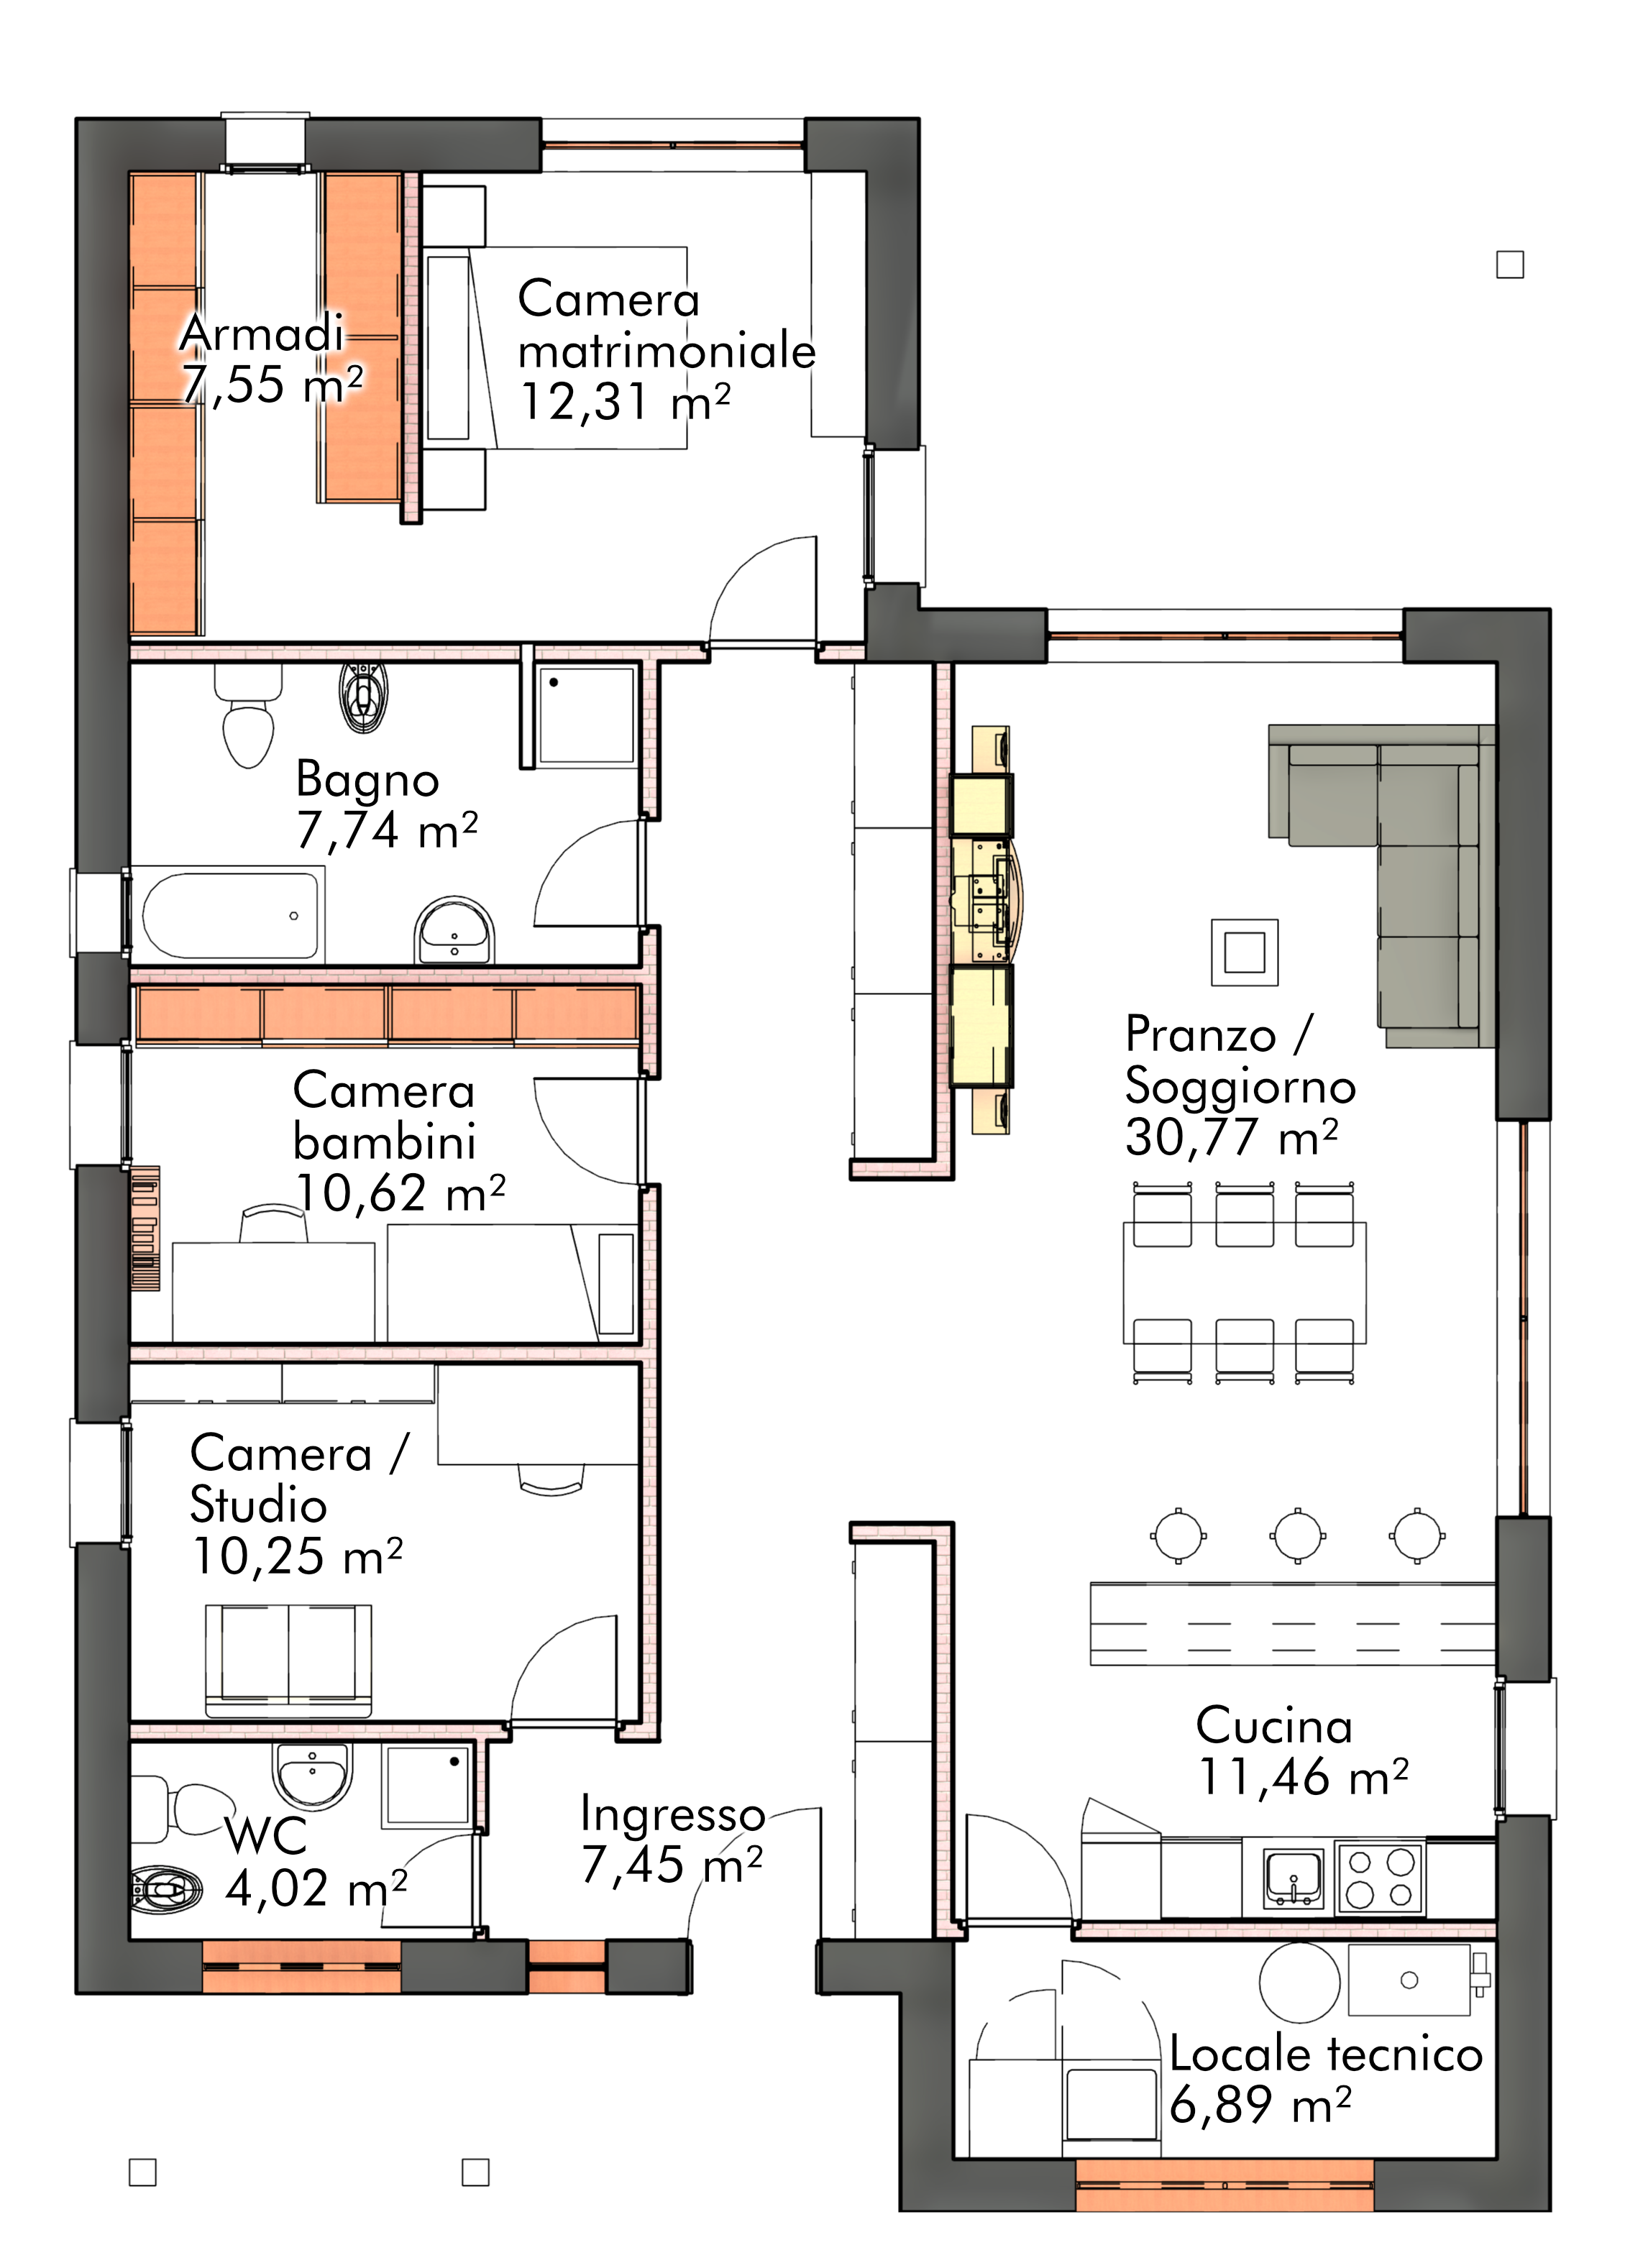 Armadi
7,55 m²
Camera
matrimoniale
12,31 m²
Bagno
7,74 m²
Pranzo /
Soggiorno
30,77 m²
Camera
bambini
10,62 m²
Camera /
Studio
10,25 m²
Cucina
11,46 m²
Ingresso
7,45 m²
WC
4,02 m²
Locale tecnico
6,89 m²